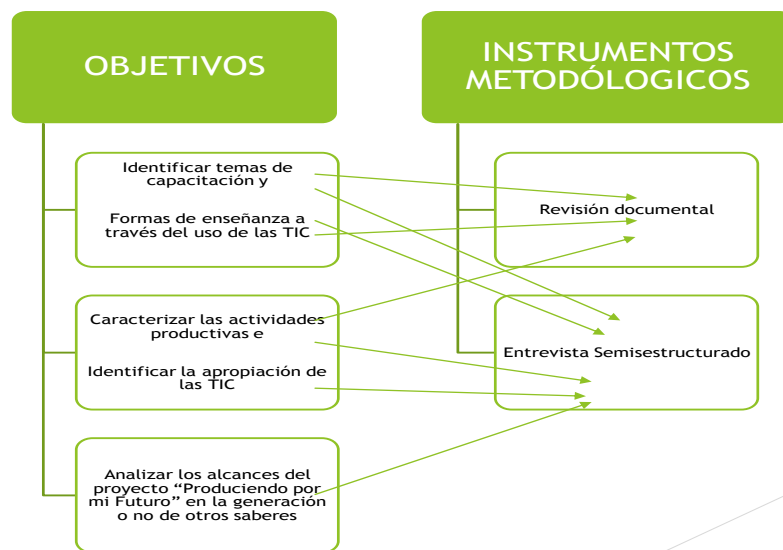 OBJETIVOS
INSTRUMENTOS
METODÓLOGICOS
Identificar temas de
capacitación y
Formas de enseñanza a
través del uso de las TIC
Caracterizar las actividades
productivas e
Identificar la apropiación de
las TIC
Analizar los alcances del
proyecto “Produciendo por
mi Futuro” en la generación
o no de otros saberes
Revisión documental
Entrevista Semisestructurado